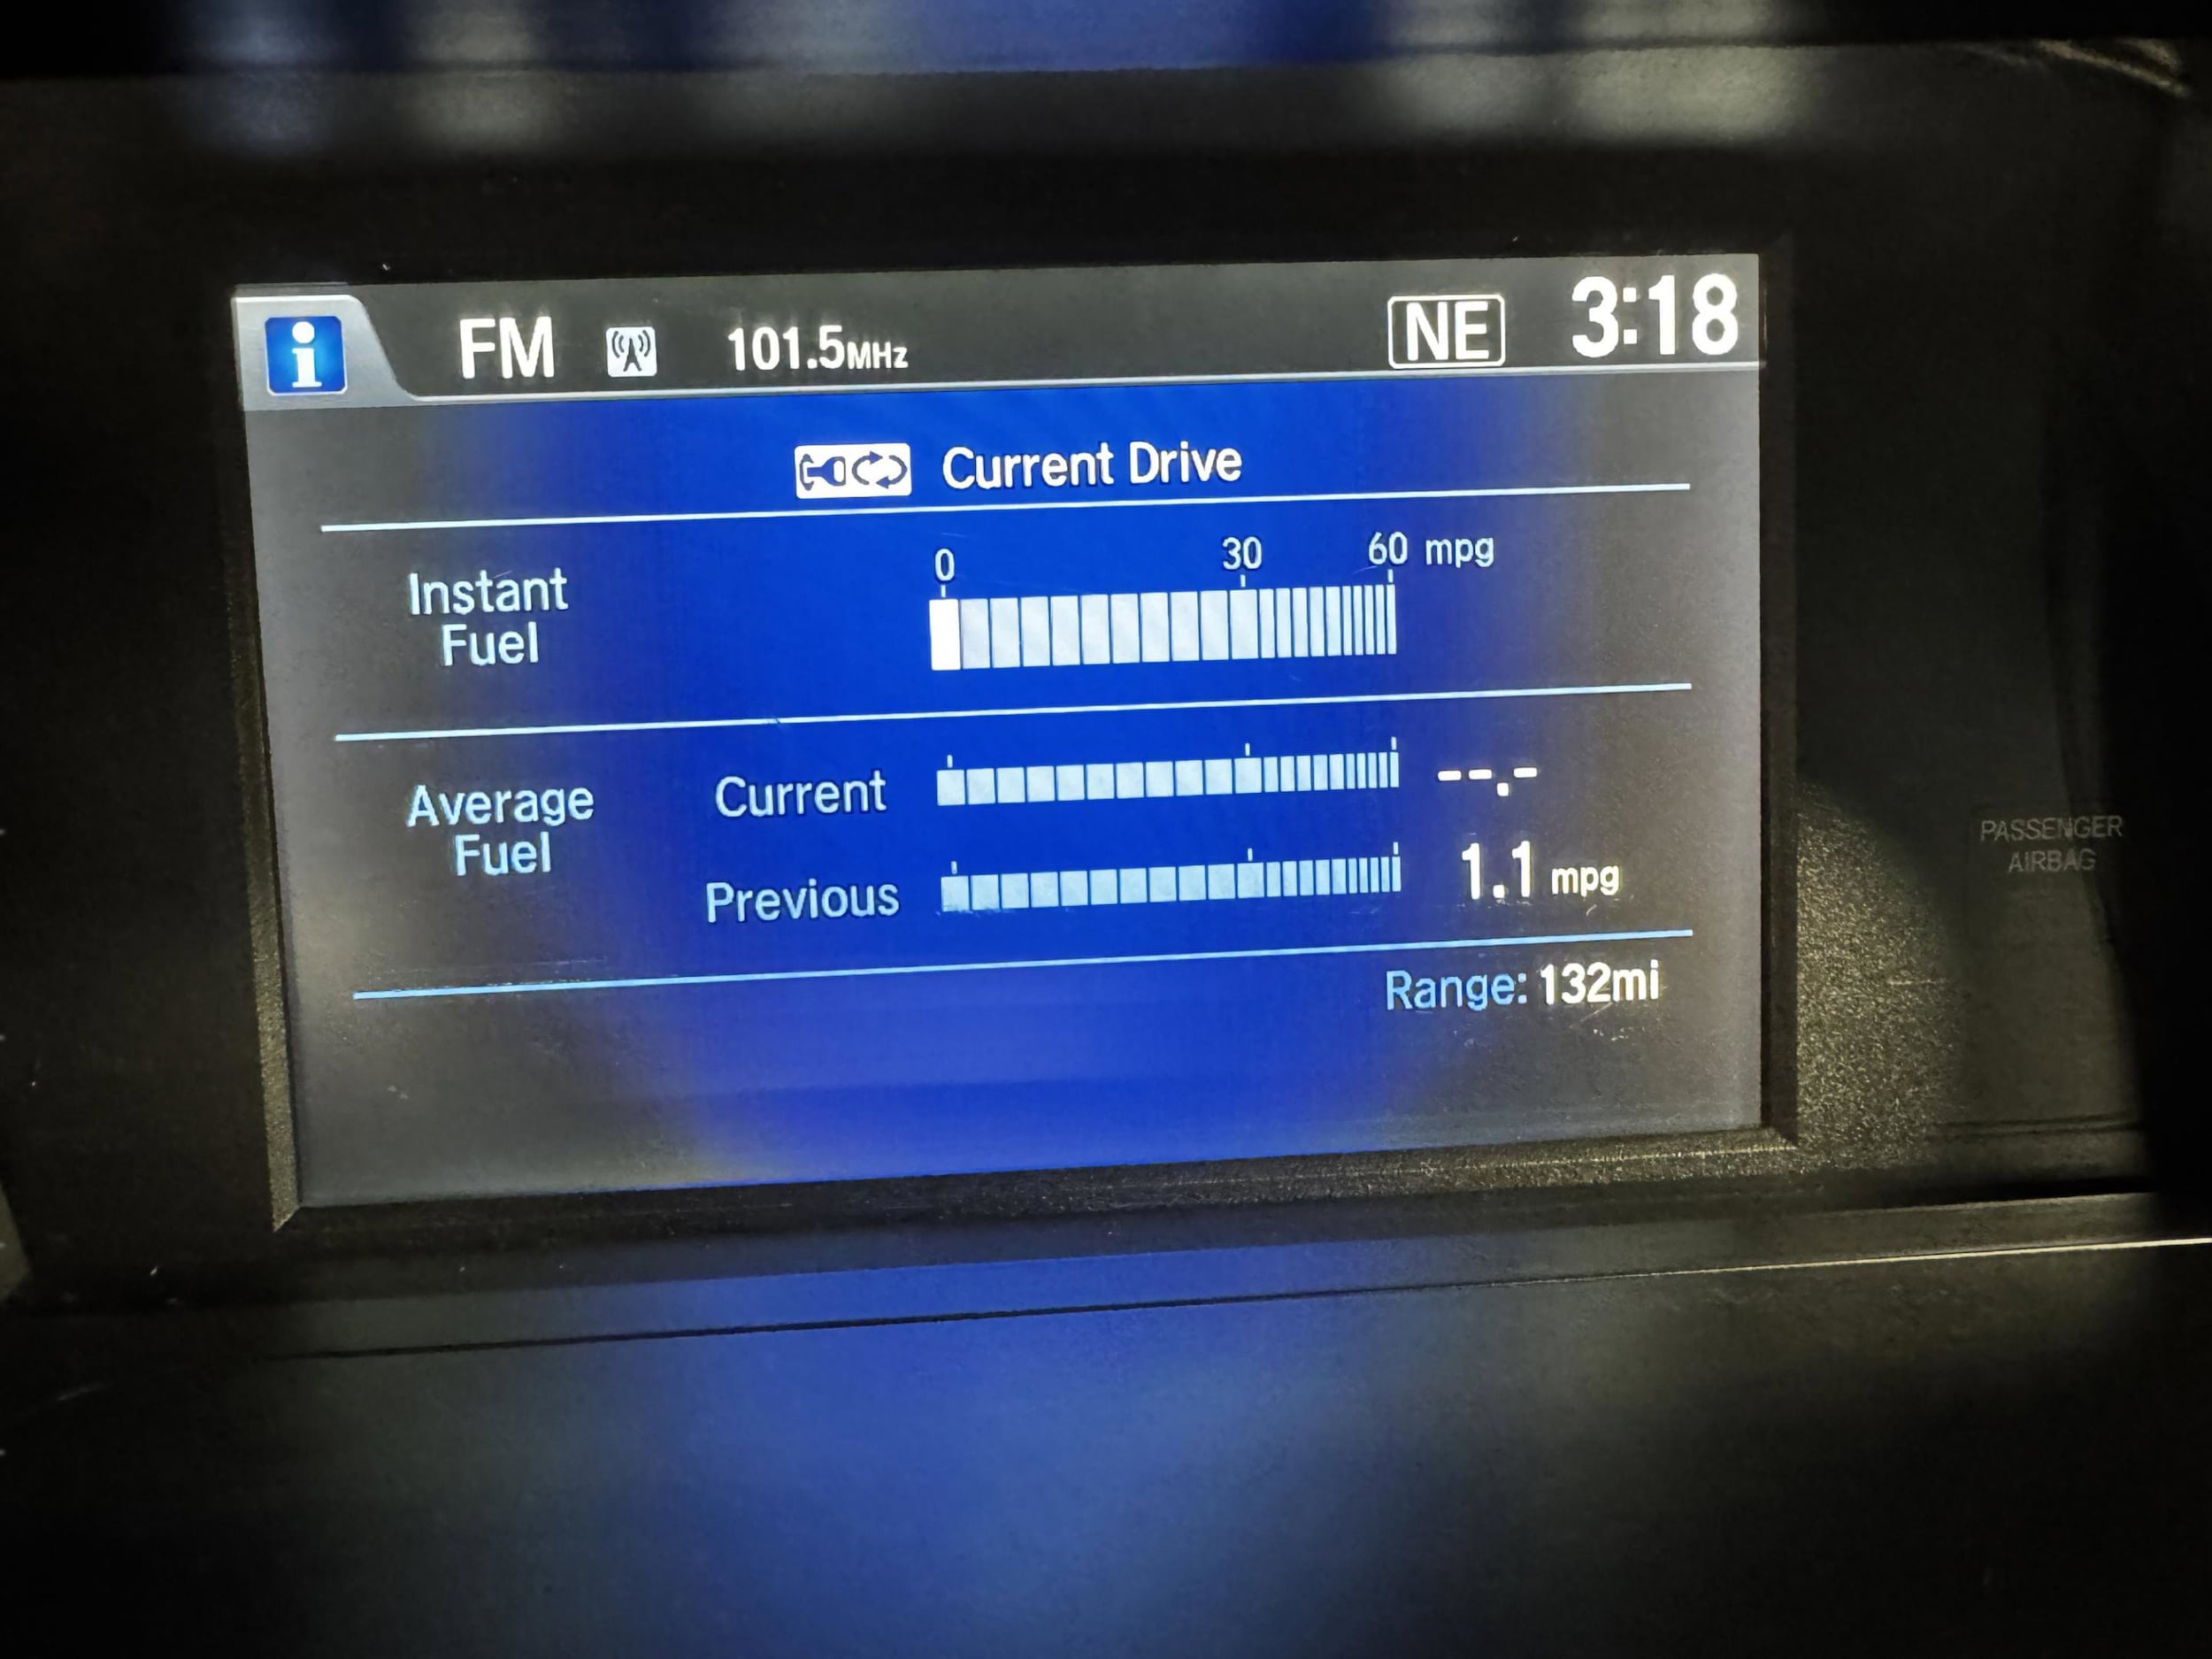 i FM 101.5MHz NE 3:18
Current Drive
0 30 60 mpg
Instant
Fuel
Average
Fuel
Current --.-
Previous 1.1 mpg
Range: 132mi
PASSENGER
AIRBAG